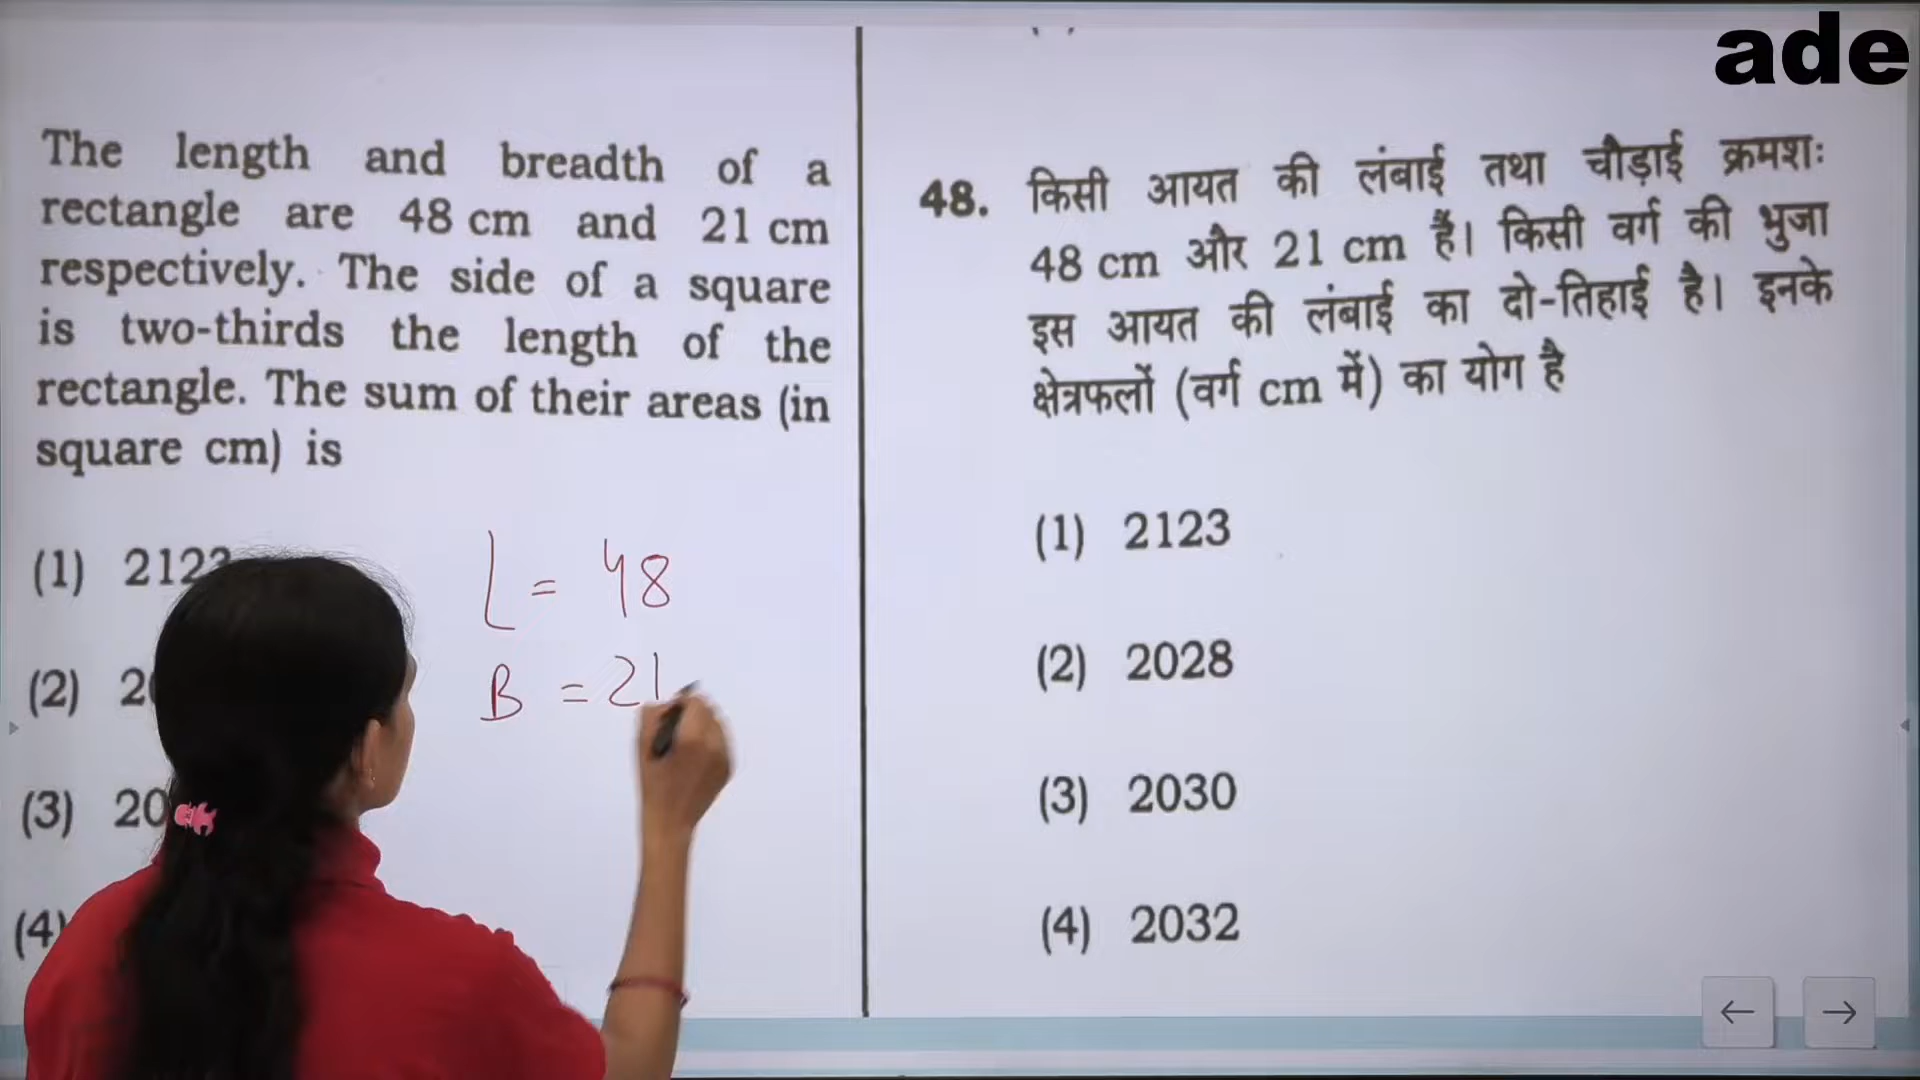 ade
The length and breadth of a
rectangle are 48 cm and 21 cm
respectively. The side of a square
is two-thirds the length of the
rectangle. The sum of their areas (in
square cm) is
(1)
(2)
(3)
(4)
L = 48
B = 21
48. किसी आयत की लंबाई तथा चौड़ाई क्रमशः
48 cm और 21 cm हैं। किसी वर्ग की भुजा
इस आयत की लंबाई का दो-तिहाई है। इनके
क्षेत्रफलों (वर्ग cm में) का योग है
(1) 2123
(2) 2028
(3) 2030
(4) 2032